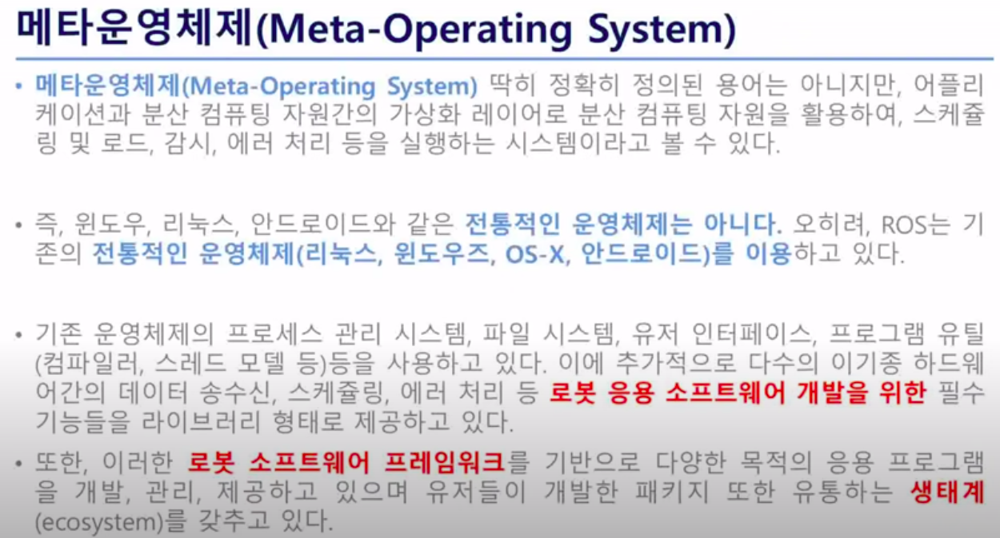 메타운영체제(Meta-Operating System)
• 메타운영체제(Meta-Operating System) 딱히 정확히 정의된 용어는 아니지만, 어플리
케이션과 분산 컴퓨팅 자원간의 가상화 레이어로 분산 컴퓨팅 자원을 활용하여, 스케쥴
링 및 로드, 감시, 에러 처리 등을 실행하는 시스템이라고 볼 수 있다.
• 즉, 윈도우, 리눅스, 안드로이드와 같은 전통적인 운영체제는 아니다. 오히려, ROS는 기
존의 전통적인 운영체제(리눅스, 윈도우즈, OS-X, 안드로이드)를 이용하고 있다.
• 기존 운영체제의 프로세스 관리 시스템, 파일 시스템, 유저 인터페이스, 프로그램 유틸
(컴파일러, 스레드 모델 등)등을 사용하고 있다. 이에 추가적으로 다수의 이기종 하드웨
어간의 데이터 송수신, 스케쥴링, 에러 처리 등 로봇 응용 소프트웨어 개발을 위한 필수
기능들을 라이브러리 형태로 제공하고 있다.
• 또한, 이러한 로봇 소프트웨어 프레임워크를 기반으로 다양한 목적의 응용 프로그램
을 개발, 관리, 제공하고 있으며 유저들이 개발한 패키지 또한 유통하는 생태계
(ecosystem)를 갖추고 있다.